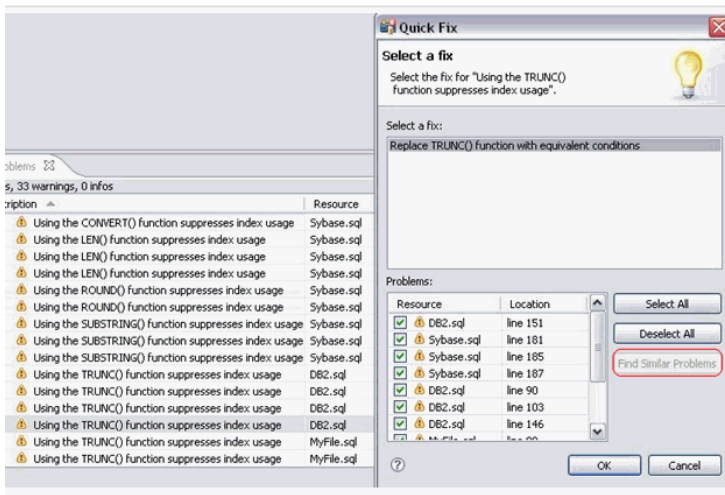 Quick Fix
Select a fix
Select the fix for "Using the TRUNC()
function suppresses index usage".
Select a fix:
Replace TRUNC() function with equivalent conditions
Problems:
Resource Location
DB2.sql line 151
Sybase.sql line 181
Sybase.sql line 185
Sybase.sql line 187
DB2.sql line 90
DB2.sql line 103
DB2.sql line 146
Select All
Deselect All
Find Similar Problems
OK Cancel
oblems
s, 33 warnings, 0 infos
ription Resource
Using the CONVERT() function suppresses index usage Sybase.sql
Using the LEN() function suppresses index usage Sybase.sql
Using the LEN() function suppresses index usage Sybase.sql
Using the LEN() function suppresses index usage Sybase.sql
Using the ROUND() function suppresses index usage Sybase.sql
Using the ROUND() function suppresses index usage Sybase.sql
Using the SUBSTRING() function suppresses index usage Sybase.sql
Using the SUBSTRING() function suppresses index usage Sybase.sql
Using the SUBSTRING() function suppresses index usage Sybase.sql
Using the TRUNC() function suppresses index usage DB2.sql
Using the TRUNC() function suppresses index usage DB2.sql
Using the TRUNC() function suppresses index usage DB2.sql
Using the TRUNC() function suppresses index usage DB2.sql
Using the TRUNC() function suppresses index usage MyFile.sql
Using the TRUNC() function suppresses index usage MyFile.sql